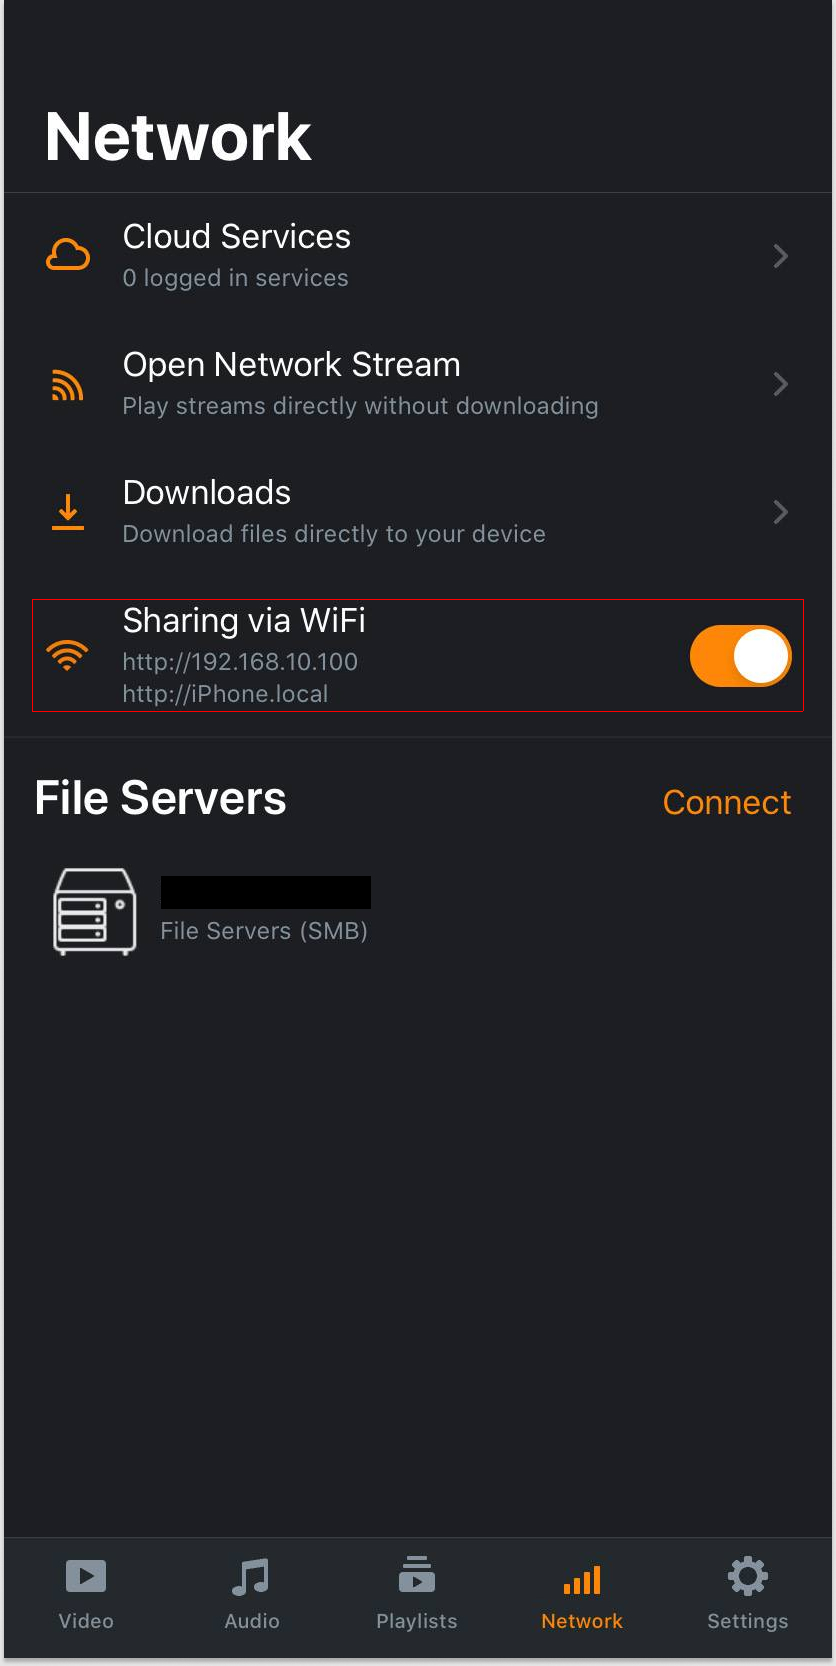 Network
Cloud Services
0 logged in services
Open Network Stream
Play streams directly without downloading
Downloads
Download files directly to your device
Sharing via WiFi
http://192.168.10.100
http://iPhone.local
File Servers
Connect
File Servers (SMB)
Video
Audio
Playlists
Network
Settings